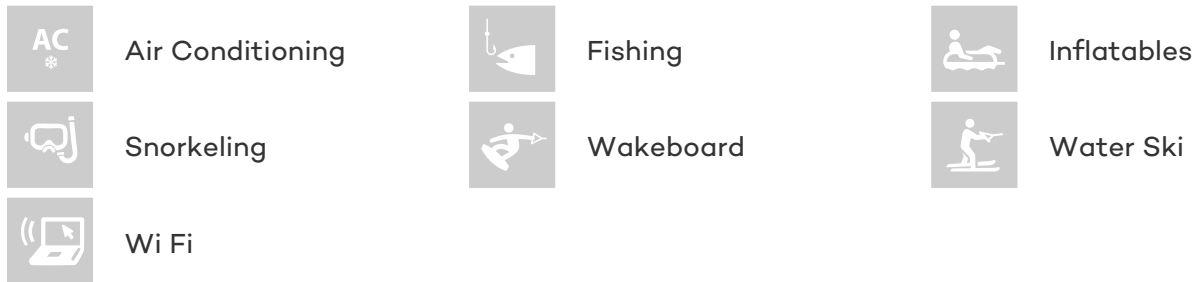 AC
Air Conditioning
Fishing
Inflatables
Snorkeling
Wakeboard
Water Ski
Wi Fi